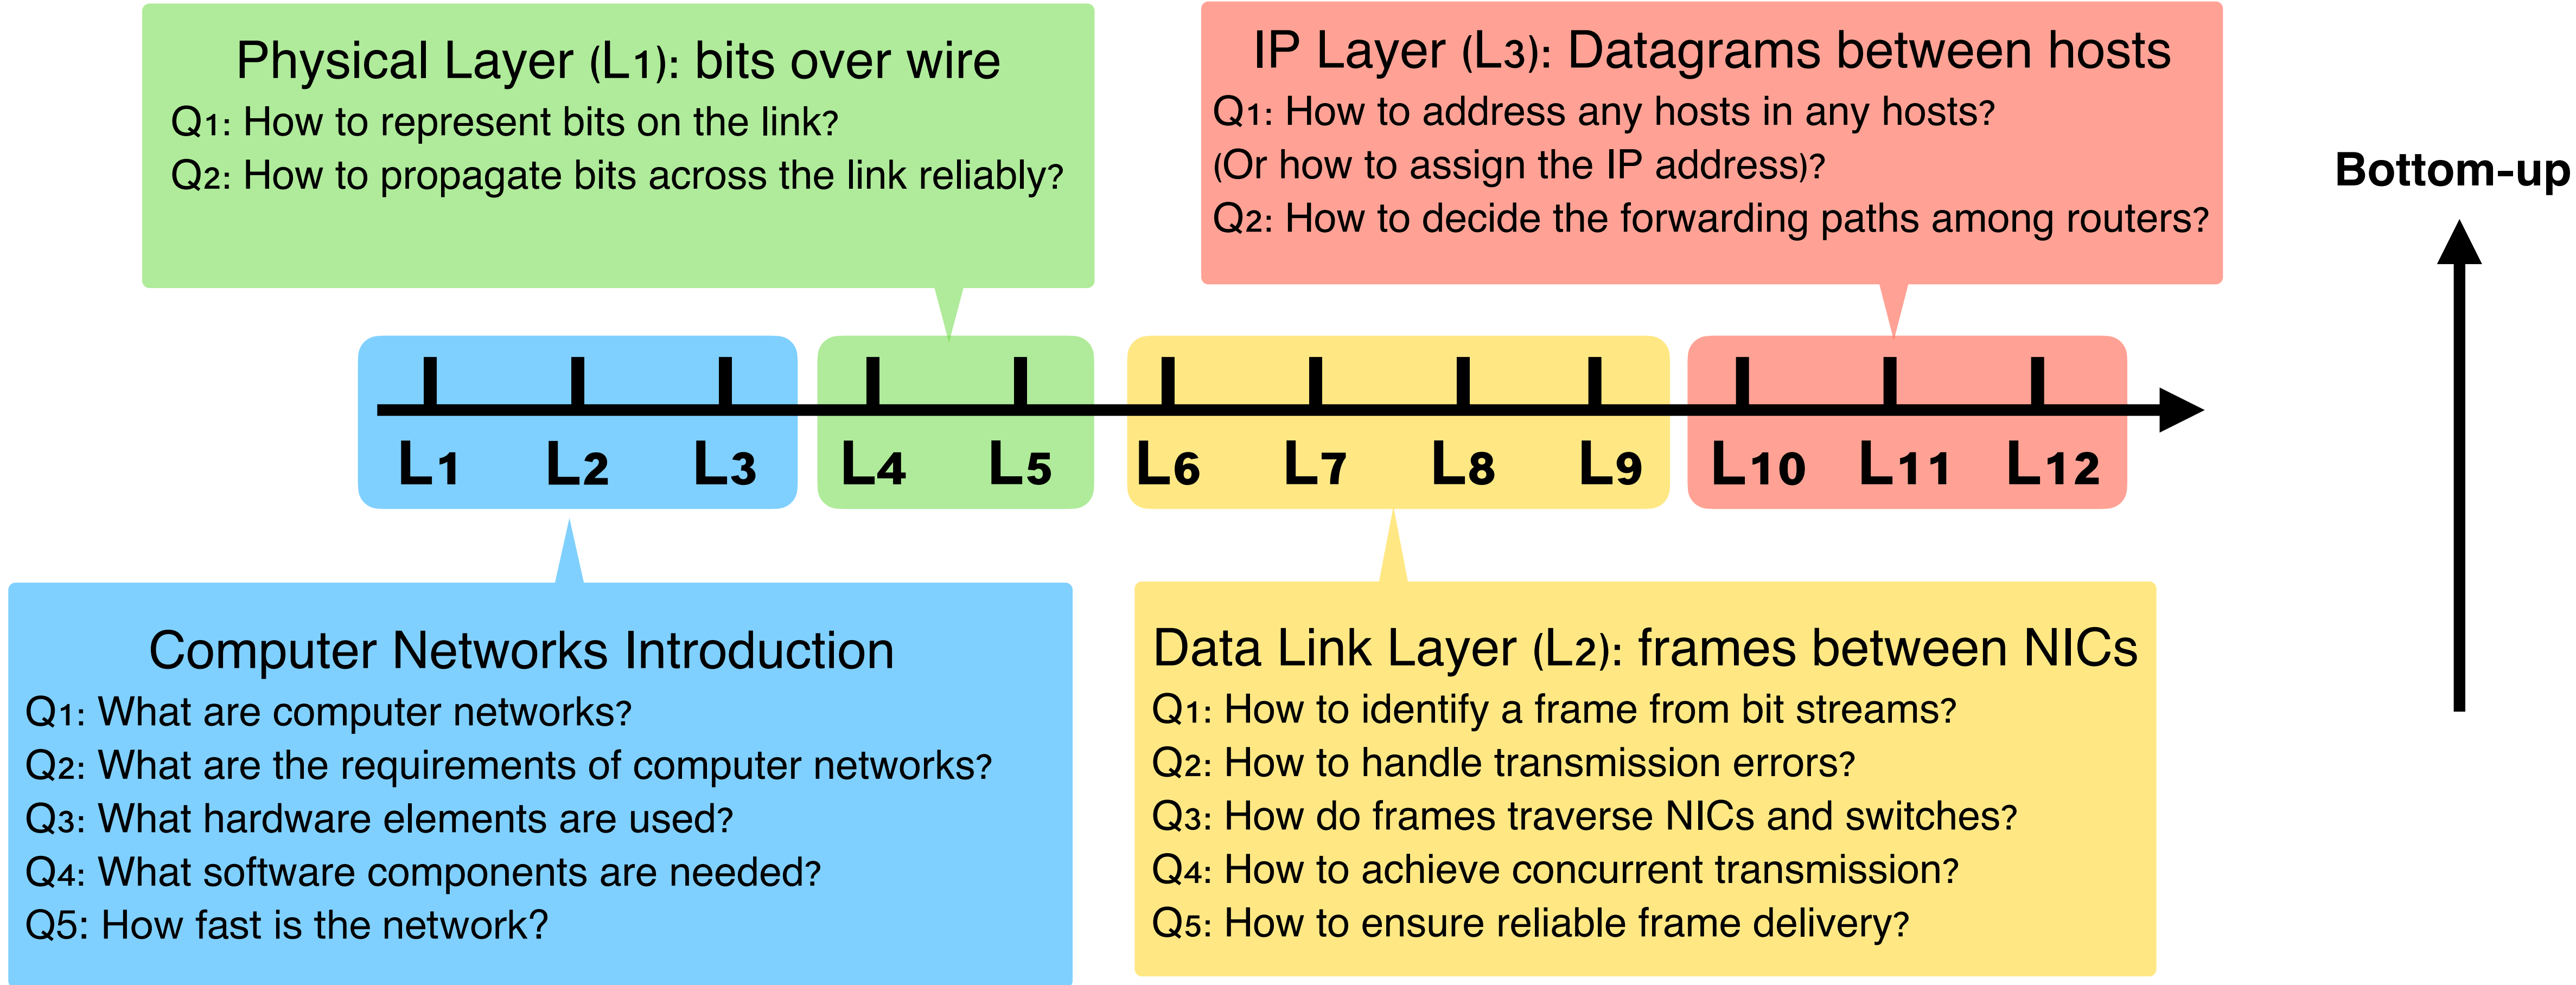 Physical Layer (L1): bits over wire
Q1: How to represent bits on the link?
Q2: How to propagate bits across the link reliably?
IP Layer (L3): Datagrams between hosts
Q1: How to address any hosts in any hosts?
(Or how to assign the IP address)?
Q2: How to decide the forwarding paths among routers?
Bottom-up
L1 L2 L3 L4 L5 L6 L7 L8 L9 L10 L11 L12
Computer Networks Introduction
Q1: What are computer networks?
Q2: What are the requirements of computer networks?
Q3: What hardware elements are used?
Q4: What software components are needed?
Q5: How fast is the network?
Data Link Layer (L2): frames between NICs
Q1: How to identify a frame from bit streams?
Q2: How to handle transmission errors?
Q3: How do frames traverse NICs and switches?
Q4: How to achieve concurrent transmission?
Q5: How to ensure reliable frame delivery?